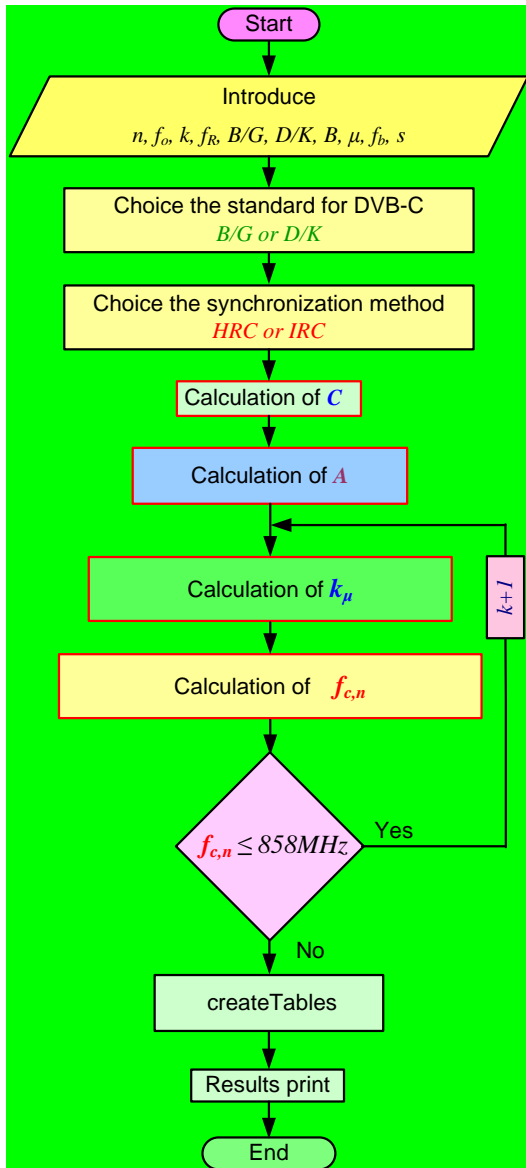 Start
Introduce
n, fo, k, fR, B/G, D/K, B, μ, fb, s
Choice the standard for DVB-C
B/G or D/K
Choice the synchronization method
HRC or IRC
Calculation of C
Calculation of A
Calculation of kμ
k+1
Calculation of fc,n
fc,n ≤ 858MHz
Yes
No
createTables
Results print
End